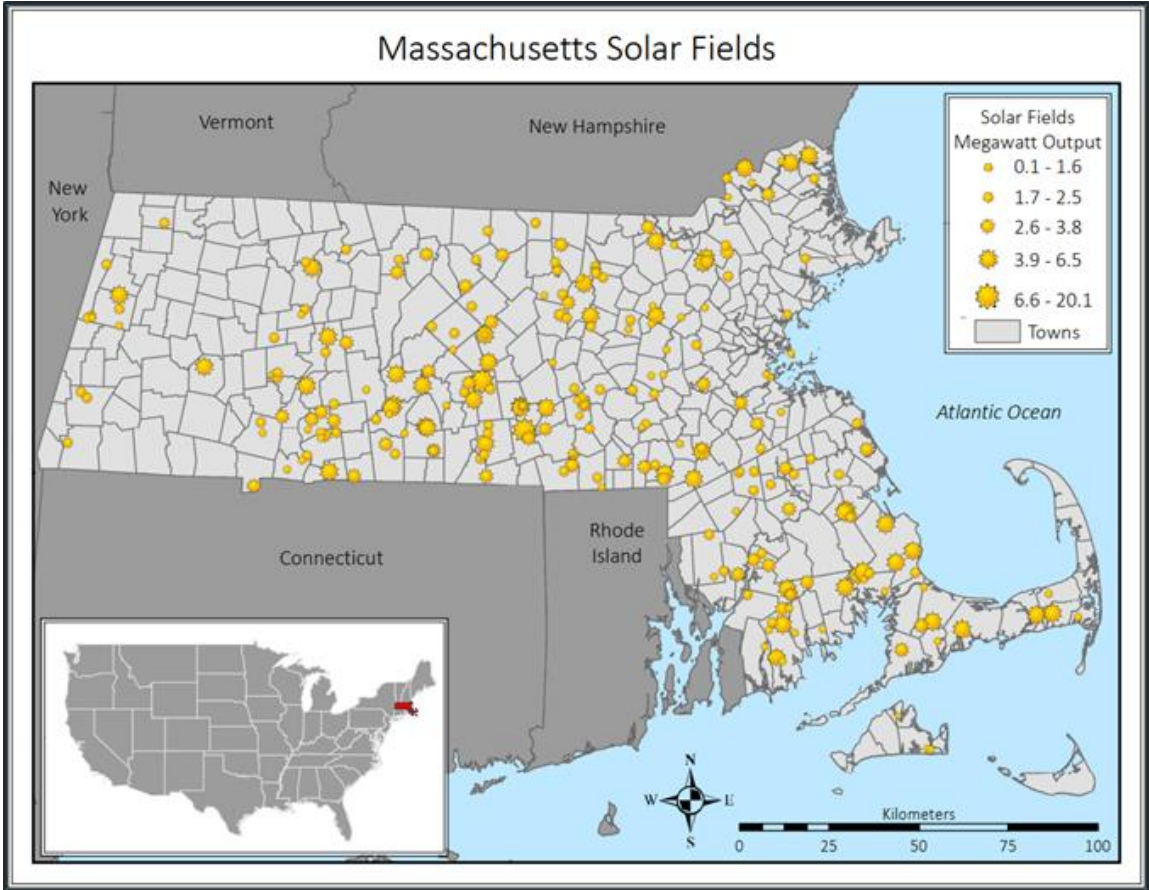 Massachusetts Solar Fields
Vermont
New Hampshire
New
York
Solar Fields
Megawatt Output
0.1 - 1.6
1.7 - 2.5
2.6 - 3.8
3.9 - 6.5
6.6 - 20.1
Towns
Atlantic Ocean
Connecticut
Rhode
Island
N
W E
S
Kilometers
0 25 50 75 100